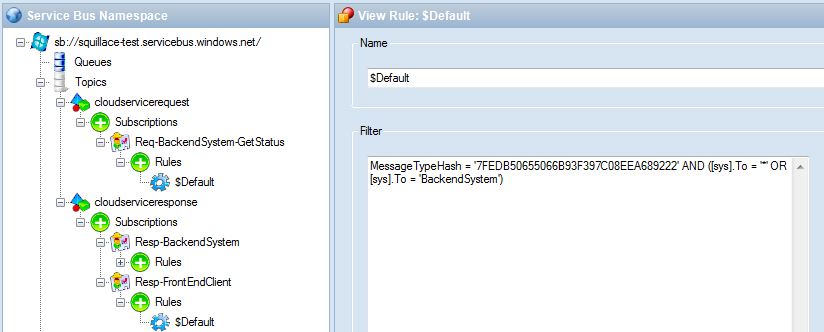 Service Bus Namespace
sb://squillace-test.servicebus.windows.net/
Queues
Topics
cloudservicerequest
Subscriptions
Req-BackendSystem-GetStatus
Rules
$Default
cloudserviceresponse
Subscriptions
Resp-BackendSystem
Rules
Resp-FrontEndClient
Rules
$Default
View Rule: $Default
Name
$Default
Filter
MessageTypeHash = '7FEDB50655066B93F397C08EEA689222' AND ([sys].To = '*' OR
[sys].To = 'BackendSystem')